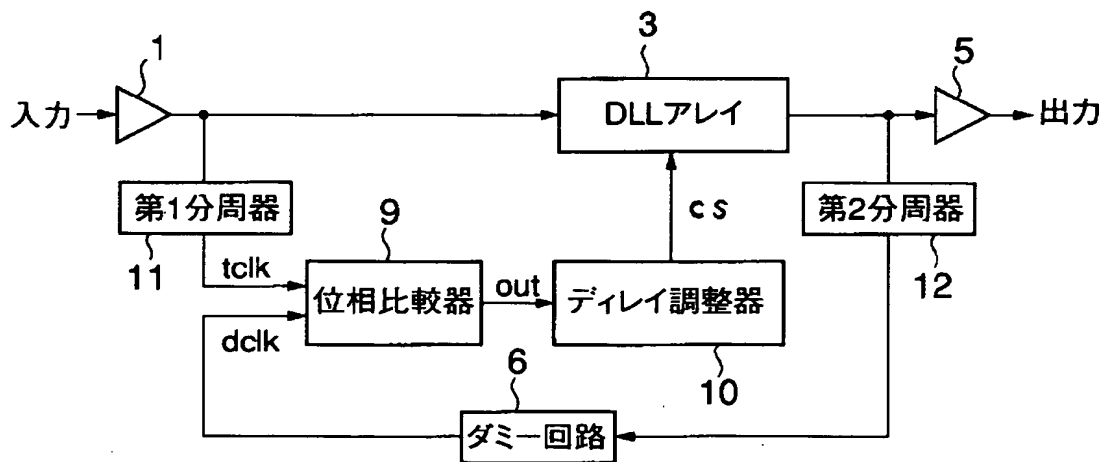 1
3
5
入力
DLLアレイ
出力
第1分周器
cs
第2分周器
11
9
12
tclk
位相比較器
out
ディレイ調整器
dclk
6
10
ダミー回路